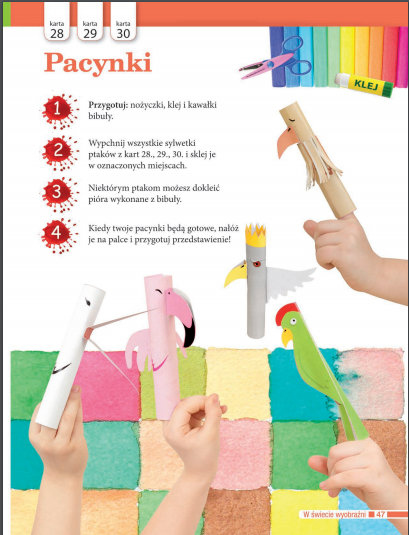 karta
28
karta
29
karta
30
Pacynki
KLEJ
1
Przygotuj: nożyczki, klej i kawałki
bibuły.
2
Wypchnij wszystkie sylwetki
ptaków z kart 28., 29., 30. i sklej je
w oznaczonych miejscach.
3
Niektórym ptakom możesz dokleić
pióra wykonane z bibuły.
4
Kiedy twoje pacynki będą gotowe, nałóż
je na palce i przygotuj przedstawienie!
W świecie wyobraźni 47